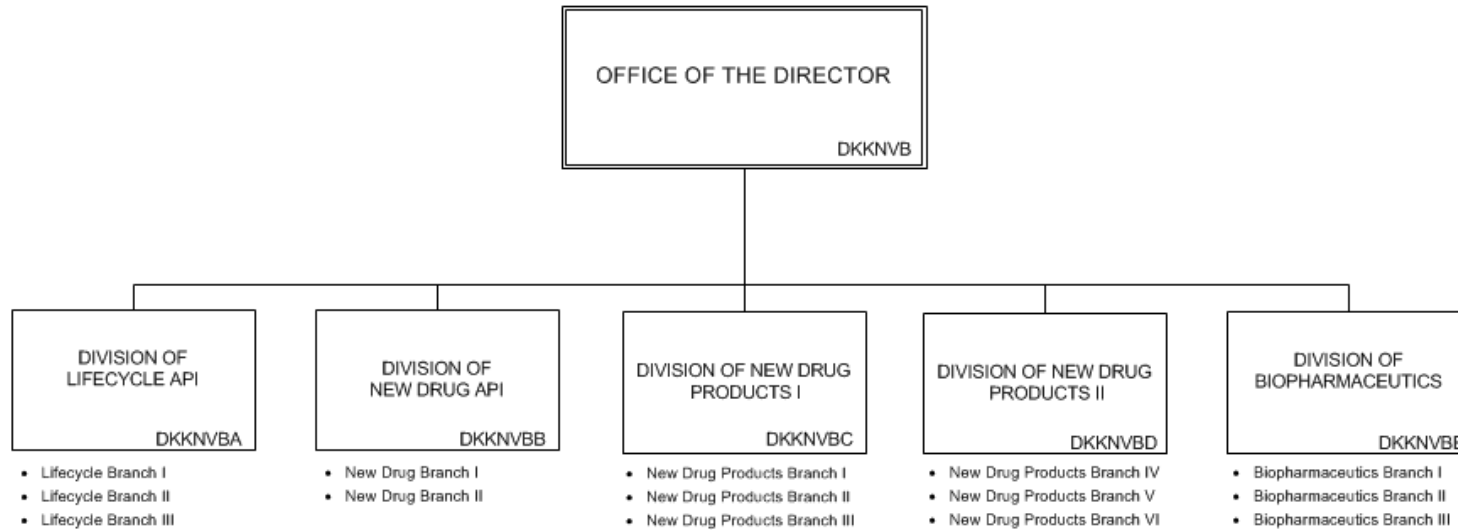 OFFICE OF THE DIRECTOR
DKKNVB
DIVISION OF
LIFECYCLE API
DKKNVBA
• Lifecycle Branch I
• Lifecycle Branch II
• Lifecycle Branch III
DIVISION OF
NEW DRUG API
DKKNVBB
• New Drug Branch I
• New Drug Branch II
DIVISION OF NEW DRUG
PRODUCTS I
DKKNVBC
• New Drug Products Branch I
• New Drug Products Branch II
• New Drug Products Branch III
DIVISION OF NEW DRUG
PRODUCTS II
DKKNVBD
• New Drug Products Branch IV
• New Drug Products Branch V
• New Drug Products Branch VI
DIVISION OF
BIOPHARMACEUTICS
DKKNVBE
• Biopharmaceutics Branch I
• Biopharmaceutics Branch II
• Biopharmaceutics Branch III